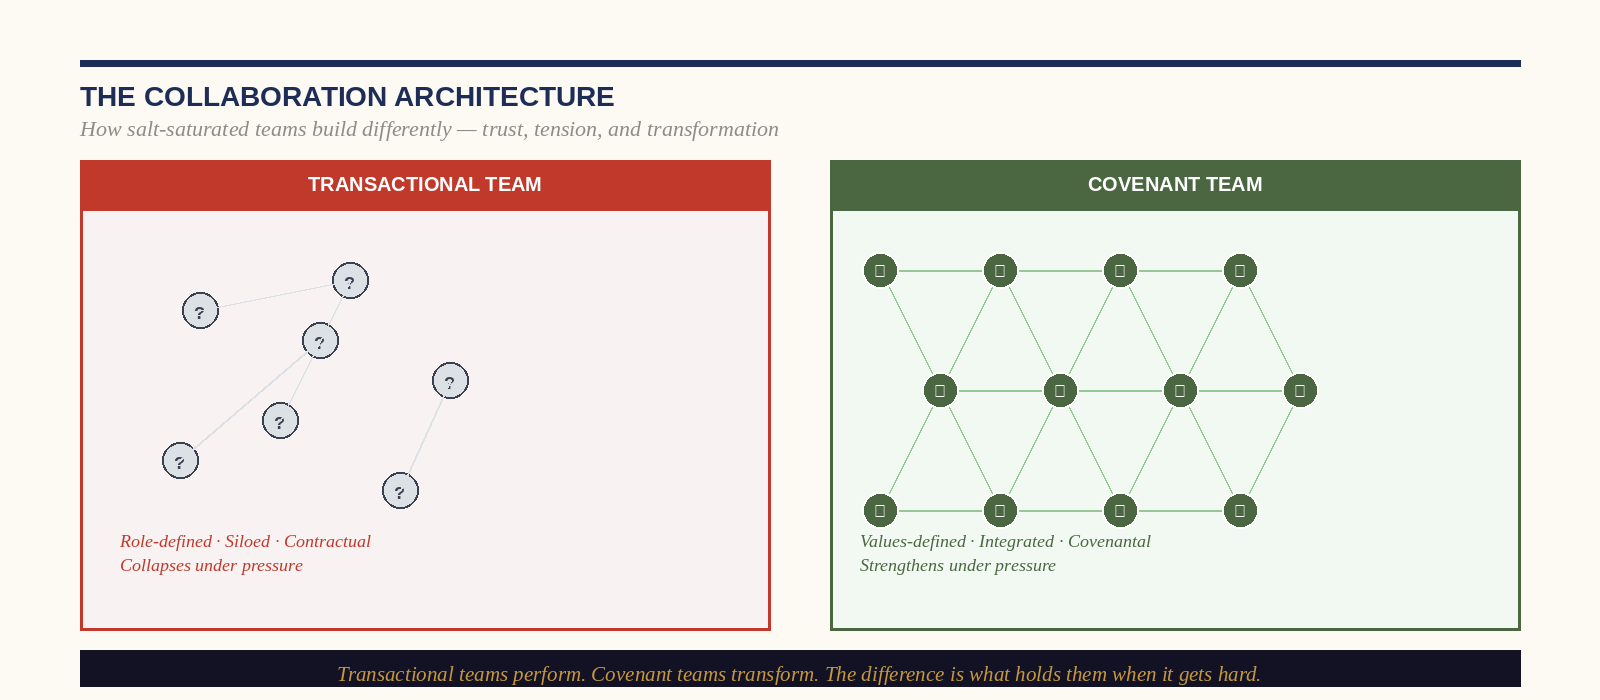 THE COLLABORATION ARCHITECTURE
How salt-saturated teams build differently — trust, tension, and transformation
TRANSACTIONAL TEAM
?
?
?
?
?
?
?
Role-defined · Siloed · Contractual
Collapses under pressure
COVENANT TEAM
Values-defined · Integrated · Covenantal
Strengthens under pressure
Transactional teams perform. Covenant teams transform. The difference is what holds them when it gets hard.